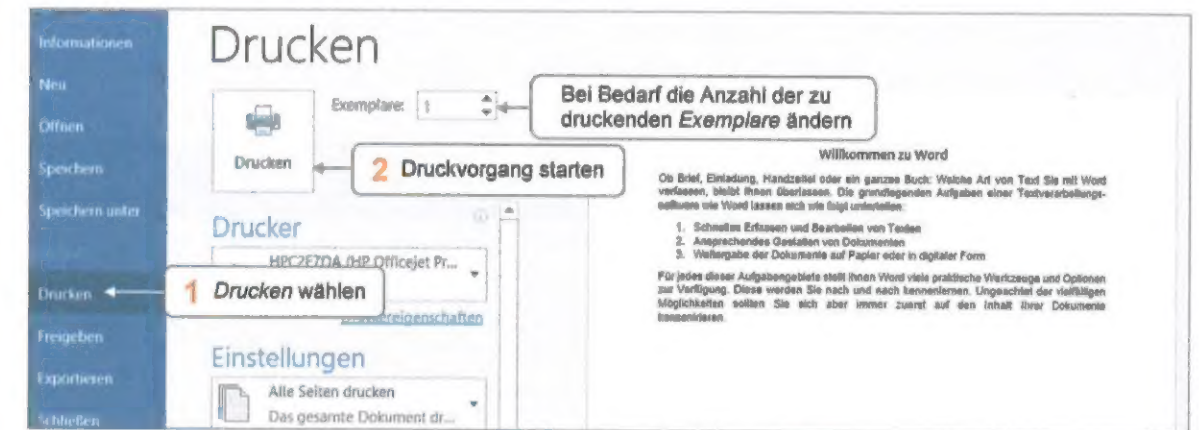 Informationen
Neu
Öffnen
Speichern
Speichern unter
Drucken
Freigeben
Exportieren
Schließen
Drucken
Exemplare: 1
Drucken
Bei Bedarf die Anzahl der zu
druckenden Exemplare ändern
2 Druckvorgang starten
Drucker
HPC2E7DA (HP Officejet Pr...
1 Drucken wählen
Einstellungen
Alle Seiten drucken
Das gesamte Dokument dr...
Willkommen zu Word
Ob Brief, Einladung, Handzettel oder ein ganzes Buch: Welche Art von Text Sie mit Word
verfassen, bleibt Ihnen überlassen. Die grundlegenden Aufgaben einer Textverarbeitungs-
software wie Word lassen sich wie folgt unterteilen:
1. Schnelles Erfassen und Bearbeiten von Texten
2. Ansprechendes Gestalten von Dokumenten
3. Weitergabe der Dokumente auf Papier oder in digitaler Form
Für jedes dieser Aufgabengebiete stellt Ihnen Word viele praktische Werkzeuge und Optionen
zur Verfügung. Diese werden Sie nach und nach kennenlernen. Ungeachtet der vielfältigen
Möglichkeiten sollten Sie sich aber immer zuerst auf den Inhalt Ihrer Dokumente
konzentrieren.